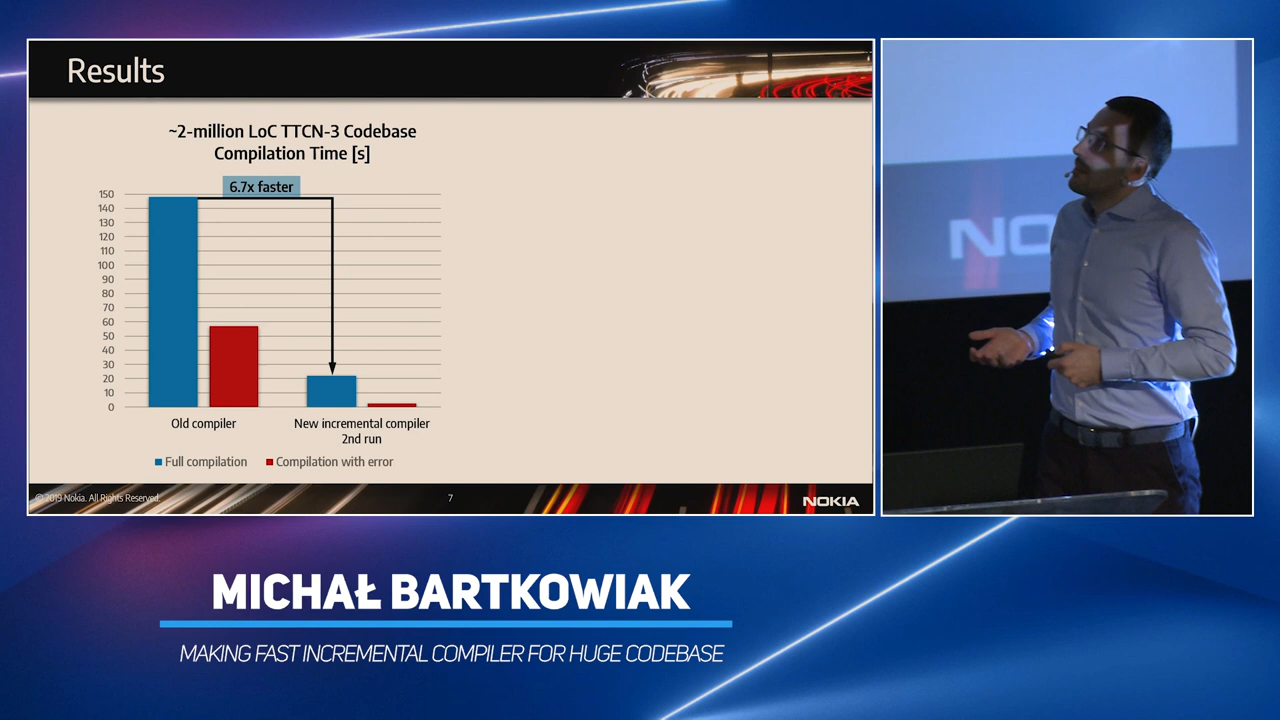 Results
~2-million LoC TTCN-3 Codebase
Compilation Time [s]
6.7x faster
150
140
130
120
110
100
90
80
70
60
50
40
30
20
10
0
Old compiler
New incremental compiler
2nd run
Full compilation
Compilation with error
© 2019 Nokia. All Rights Reserved.
7
NOKIA
NO
MICHAŁ BARTKOWIAK
MAKING FAST INCREMENTAL COMPILER FOR HUGE CODEBASE